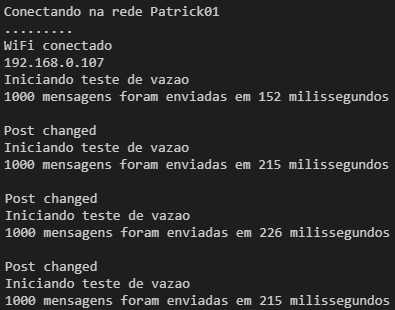 Conectando na rede Patrick01
.........
WiFi conectado
192.168.0.107
Iniciando teste de vazao
1000 mensagens foram enviadas em 152 milissegundos
Post changed
Iniciando teste de vazao
1000 mensagens foram enviadas em 215 milissegundos
Post changed
Iniciando teste de vazao
1000 mensagens foram enviadas em 226 milissegundos
Post changed
Iniciando teste de vazao
1000 mensagens foram enviadas em 215 milissegundos